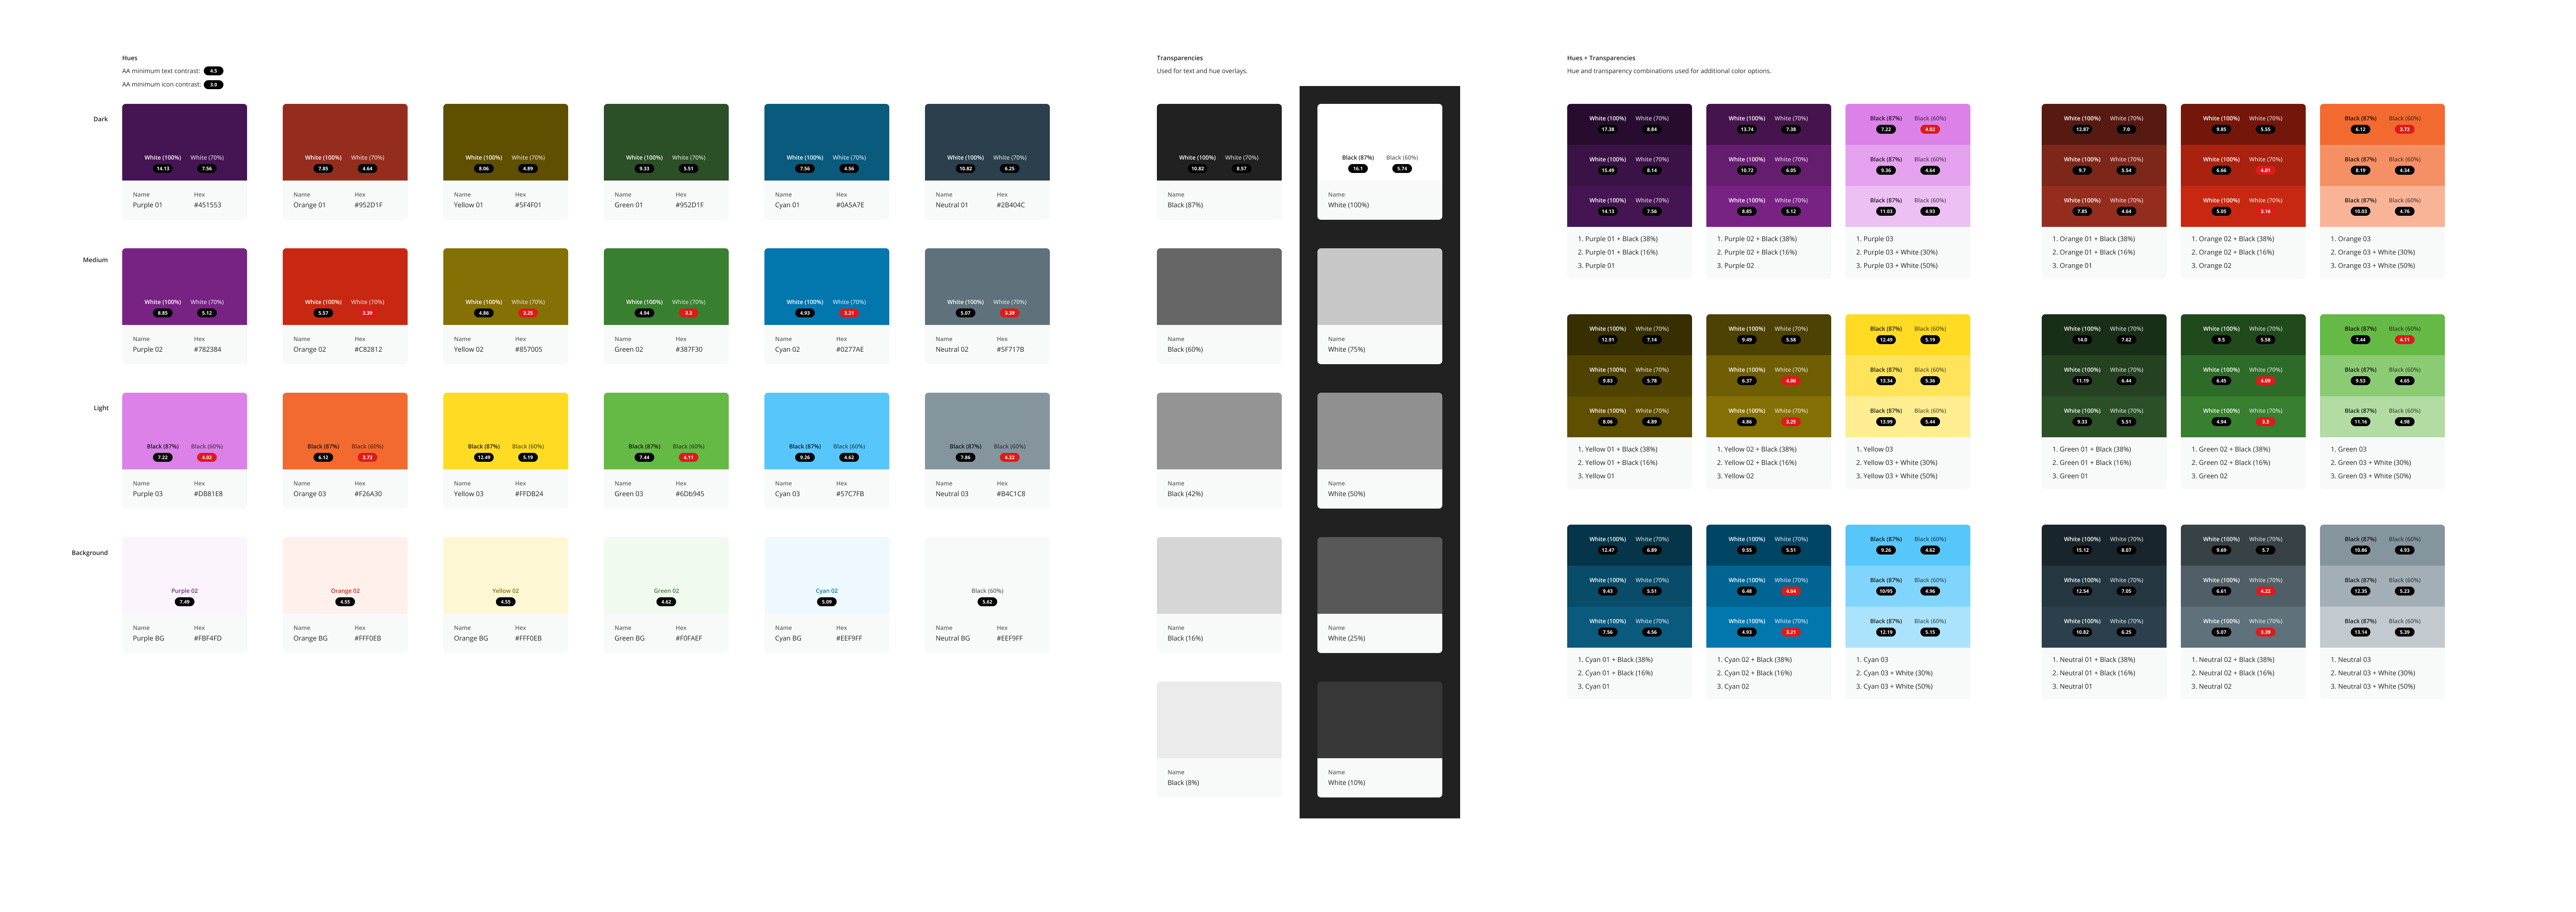 Hues
AA minimum text contrast: 4.5
AA minimum icon contrast: 3.0
Dark
White (100%) White (70%)
14.13 7.56
Name Hex
Purple 01 #451553
White (100%) White (70%)
7.85 4.64
Name Hex
Orange 01 #952D1F
White (100%) White (70%)
8.06 4.89
Name Hex
Yellow 01 #5F4F01
White (100%) White (70%)
9.33 5.51
Name Hex
Green 01 #952D1F
White (100%) White (70%)
7.56 4.56
Name Hex
Cyan 01 #0A5A7E
White (100%) White (70%)
10.82 6.25
Name Hex
Neutral 01 #2B404C
Medium
White (100%) White (70%)
8.85 5.12
Name Hex
Purple 02 #782384
White (100%) White (70%)
5.57 3.39
Name Hex
Orange 02 #C82812
White (100%) White (70%)
4.86 3.25
Name Hex
Yellow 02 #857005
White (100%) White (70%)
4.94 3.3
Name Hex
Green 02 #387F30
White (100%) White (70%)
4.93 3.21
Name Hex
Cyan 02 #0277AE
White (100%) White (70%)
5.07 3.39
Name Hex
Neutral 02 #5F717B
Light
Black (87%) Black (60%)
7.22 4.02
Name Hex
Purple 03 #DB81E8
Black (87%) Black (60%)
6.12 3.72
Name Hex
Orange 03 #F26A30
Black (87%) Black (60%)
12.49 5.19
Name Hex
Yellow 03 #FFDB24
Black (87%) Black (60%)
7.44 4.11
Name Hex
Green 03 #6Db945
Black (87%) Black (60%)
9.26 4.62
Name Hex
Cyan 03 #57C7FB
Black (87%) Black (60%)
7.86 4.22
Name Hex
Neutral 03 #B4C1C8
Background
Purple 02
7.49
Name Hex
Purple BG #FBF4FD
Orange 02
4.55
Name Hex
Orange BG #FFF0EB
Yellow 02
4.55
Name Hex
Orange BG #FFF0EB
Green 02
4.62
Name Hex
Green BG #F0FAEF
Cyan 02
5.09
Name Hex
Cyan BG #EEF9FF
Black (60%)
5.62
Name Hex
Neutral BG #EEF9FF
Transparencies
Used for text and hue overlays.
White (100%) White (70%)
10.82 8.57
Name
Black (87%)
Black (87%) Black (60%)
16.1 5.74
Name
White (100%)
Name
Black (60%)
Name
White (75%)
Name
Black (42%)
Name
White (50%)
Name
Black (16%)
Name
White (25%)
Name
Black (8%)
Name
White (10%)
Hues + Transparencies
Hue and transparency combinations used for additional color options.
White (100%) White (70%)
17.38 8.84
White (100%) White (70%)
15.49 8.14
White (100%) White (70%)
14.13 7.56
1. Purple 01 + Black (38%)
2. Purple 01 + Black (16%)
3. Purple 01
White (100%) White (70%)
13.74 7.38
White (100%) White (70%)
10.72 6.05
White (100%) White (70%)
8.85 5.12
1. Purple 02 + Black (38%)
2. Purple 02 + Black (16%)
3. Purple 02
Black (87%) Black (60%)
7.22 4.02
Black (87%) Black (60%)
9.36 4.64
Black (87%) Black (60%)
11.03 4.93
1. Purple 03
2. Purple 03 + White (30%)
3. Purple 03 + White (50%)
White (100%) White (70%)
12.87 7.0
White (100%) White (70%)
9.7 5.54
White (100%) White (70%)
7.85 4.64
1. Orange 01 + Black (38%)
2. Orange 01 + Black (16%)
3. Orange 01
White (100%) White (70%)
9.85 5.55
White (100%) White (70%)
6.66 4.01
White (100%) White (70%)
5.05 3.16
1. Orange 02 + Black (38%)
2. Orange 02 + Black (16%)
3. Orange 02
Black (87%) Black (60%)
6.12 3.72
Black (87%) Black (60%)
8.19 4.34
Black (87%) Black (60%)
10.03 4.76
1. Orange 03
2. Orange 03 + White (30%)
3. Orange 03 + White (50%)
White (100%) White (70%)
12.91 7.14
White (100%) White (70%)
9.83 5.78
White (100%) White (70%)
8.06 4.89
1. Yellow 01 + Black (38%)
2. Yellow 01 + Black (16%)
3. Yellow 01
White (100%) White (70%)
9.49 5.58
White (100%) White (70%)
6.37 4.06
White (100%) White (70%)
4.86 3.25
1. Yellow 02 + Black (38%)
2. Yellow 02 + Black (16%)
3. Yellow 02
Black (87%) Black (60%)
12.49 5.19
Black (87%) Black (60%)
13.34 5.36
Black (87%) Black (60%)
13.99 5.44
1. Yellow 03
2. Yellow 03 + White (30%)
3. Yellow 03 + White (50%)
White (100%) White (70%)
14.0 7.62
White (100%) White (70%)
11.19 6.44
White (100%) White (70%)
9.33 5.51
1. Green 01 + Black (38%)
2. Green 01 + Black (16%)
3. Green 01
White (100%) White (70%)
9.5 5.58
White (100%) White (70%)
6.45 4.09
White (100%) White (70%)
4.94 3.3
1. Green 02 + Black (38%)
2. Green 02 + Black (16%)
3. Green 02
Black (87%) Black (60%)
7.44 4.11
Black (87%) Black (60%)
9.53 4.65
Black (87%) Black (60%)
11.16 4.98
1. Green 03
2. Green 03 + White (30%)
3. Green 03 + White (50%)
White (100%) White (70%)
12.47 6.89
White (100%) White (70%)
9.43 5.51
White (100%) White (70%)
7.56 4.56
1. Cyan 01 + Black (38%)
2. Cyan 01 + Black (16%)
3. Cyan 01
White (100%) White (70%)
9.55 5.51
White (100%) White (70%)
6.48 4.04
White (100%) White (70%)
4.93 3.21
1. Cyan 02 + Black (38%)
2. Cyan 02 + Black (16%)
3. Cyan 02
Black (87%) Black (60%)
9.26 4.62
Black (87%) Black (60%)
10/95 4.96
Black (87%) Black (60%)
12.19 5.15
1. Cyan 03
2. Cyan 03 + White (30%)
3. Cyan 03 + White (50%)
White (100%) White (70%)
15.12 8.07
White (100%) White (70%)
12.54 7.05
White (100%) White (70%)
10.82 6.25
1. Neutral 01 + Black (38%)
2. Neutral 01 + Black (16%)
3. Neutral 01
White (100%) White (70%)
9.69 5.7
White (100%) White (70%)
6.61 4.22
White (100%) White (70%)
5.07 3.39
1. Neutral 02 + Black (38%)
2. Neutral 02 + Black (16%)
3. Neutral 02
Black (87%) Black (60%)
10.86 4.93
Black (87%) Black (60%)
12.35 5.23
Black (87%) Black (60%)
13.14 5.39
1. Neutral 03
2. Neutral 03 + White (30%)
3. Neutral 03 + White (50%)